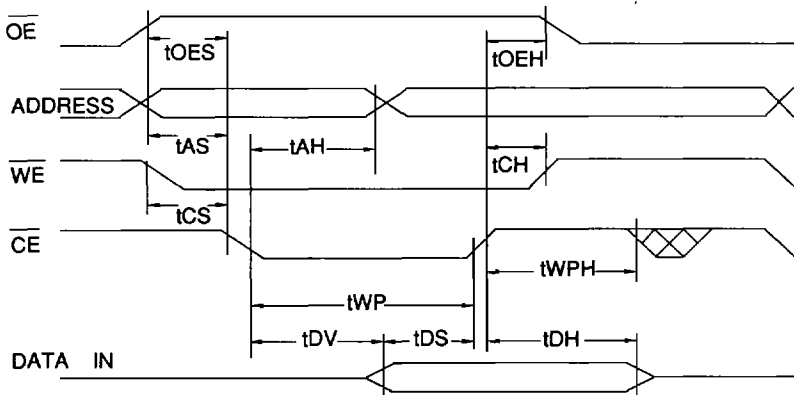 OE
tOES
tOEH
ADDRESS
tAS
tAH
tCH
WE
tCS
CE
tWPH
tWP
tDV
tDS
tDH
DATA IN